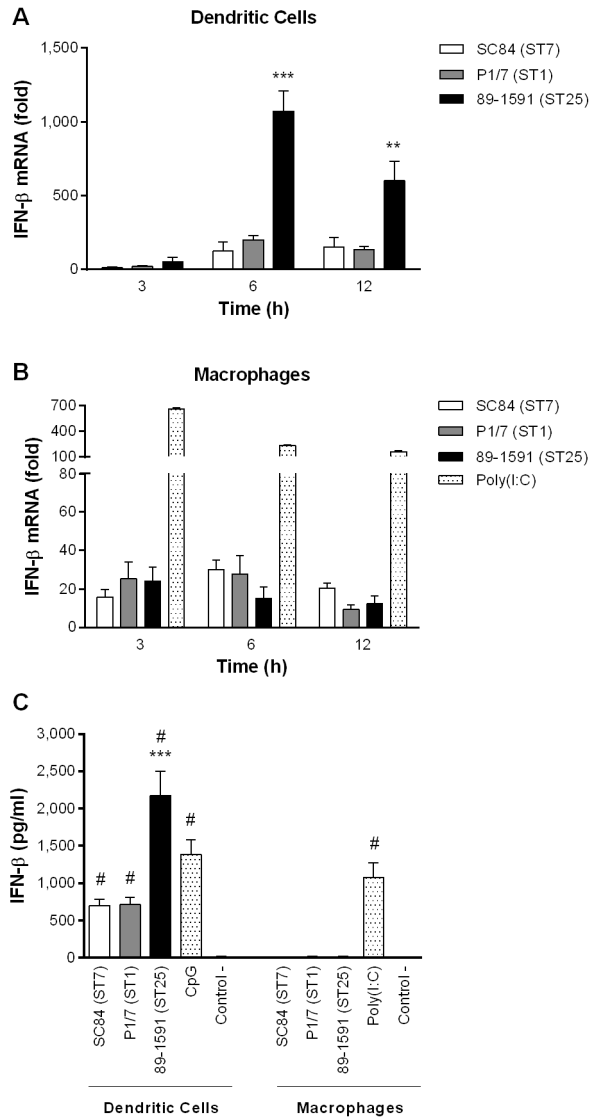 A
Dendritic Cells
IFN-β mRNA (fold)
1,500
1,000
500
0
***
**
3
6
12
Time (h)
SC84 (ST7)
P1/7 (ST1)
89-1591 (ST25)
B
Macrophages
IFN-β mRNA (fold)
700
400
100
80
60
40
20
0
3
6
12
Time (h)
SC84 (ST7)
P1/7 (ST1)
89-1591 (ST25)
Poly(I:C)
C
IFN-β (pg/ml)
3,000
2,500
2,000
1,500
1,000
500
0
#
#
#
***
#
#
SC84 (ST7)
P1/7 (ST1)
89-1591 (ST25)
CpG
Control -
SC84 (ST7)
P1/7 (ST1)
89-1591 (ST25)
Poly(I:C)
Control -
Dendritic Cells
Macrophages